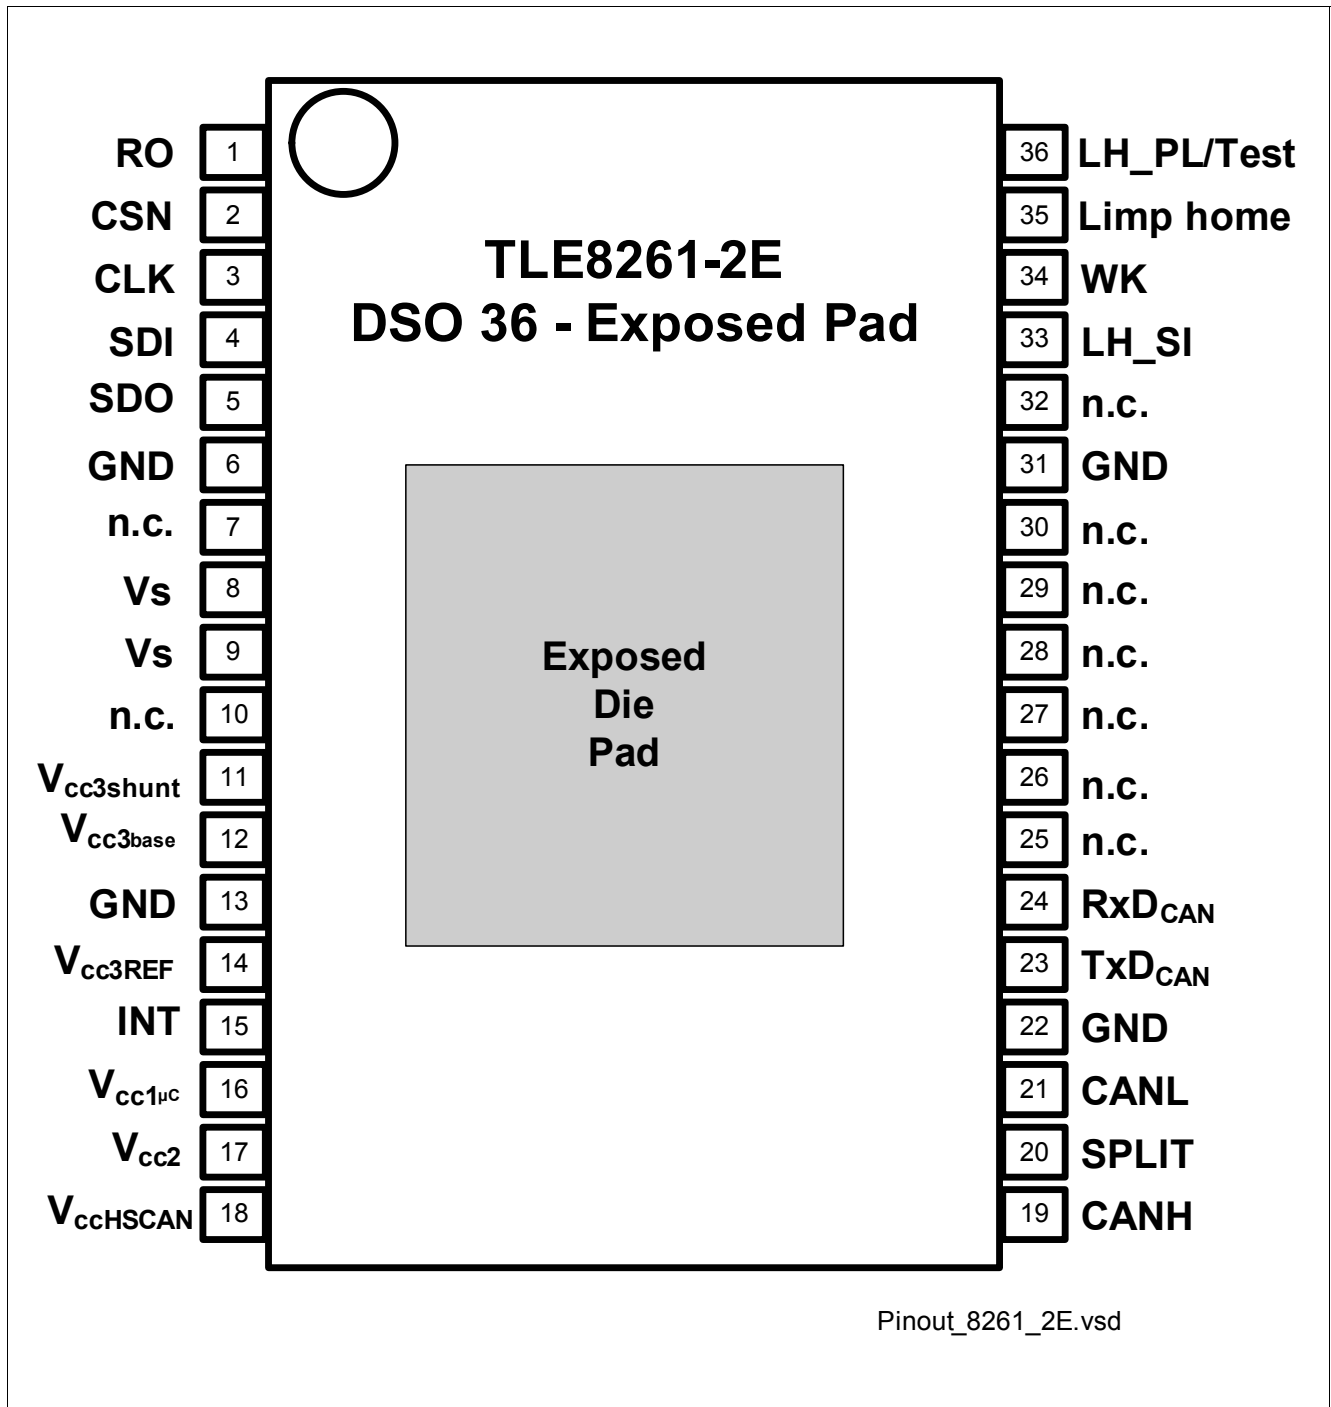 TLE8261-2E
DSO 36 - Exposed Pad
Exposed
Die
Pad
RO 1
CSN 2
CLK 3
SDI 4
SDO 5
GND 6
n.c. 7
Vs 8
Vs 9
n.c. 10
Vcc3shunt 11
Vcc3base 12
GND 13
Vcc3REF 14
INT 15
Vcc1µC 16
Vcc2 17
VccHSCAN 18
36 LH_PL/Test
35 Limp home
34 WK
33 LH_SI
32 n.c.
31 GND
30 n.c.
29 n.c.
28 n.c.
27 n.c.
26 n.c.
25 n.c.
24 RxDCAN
23 TxDCAN
22 GND
21 CANL
20 SPLIT
19 CANH
Pinout_8261_2E.vsd